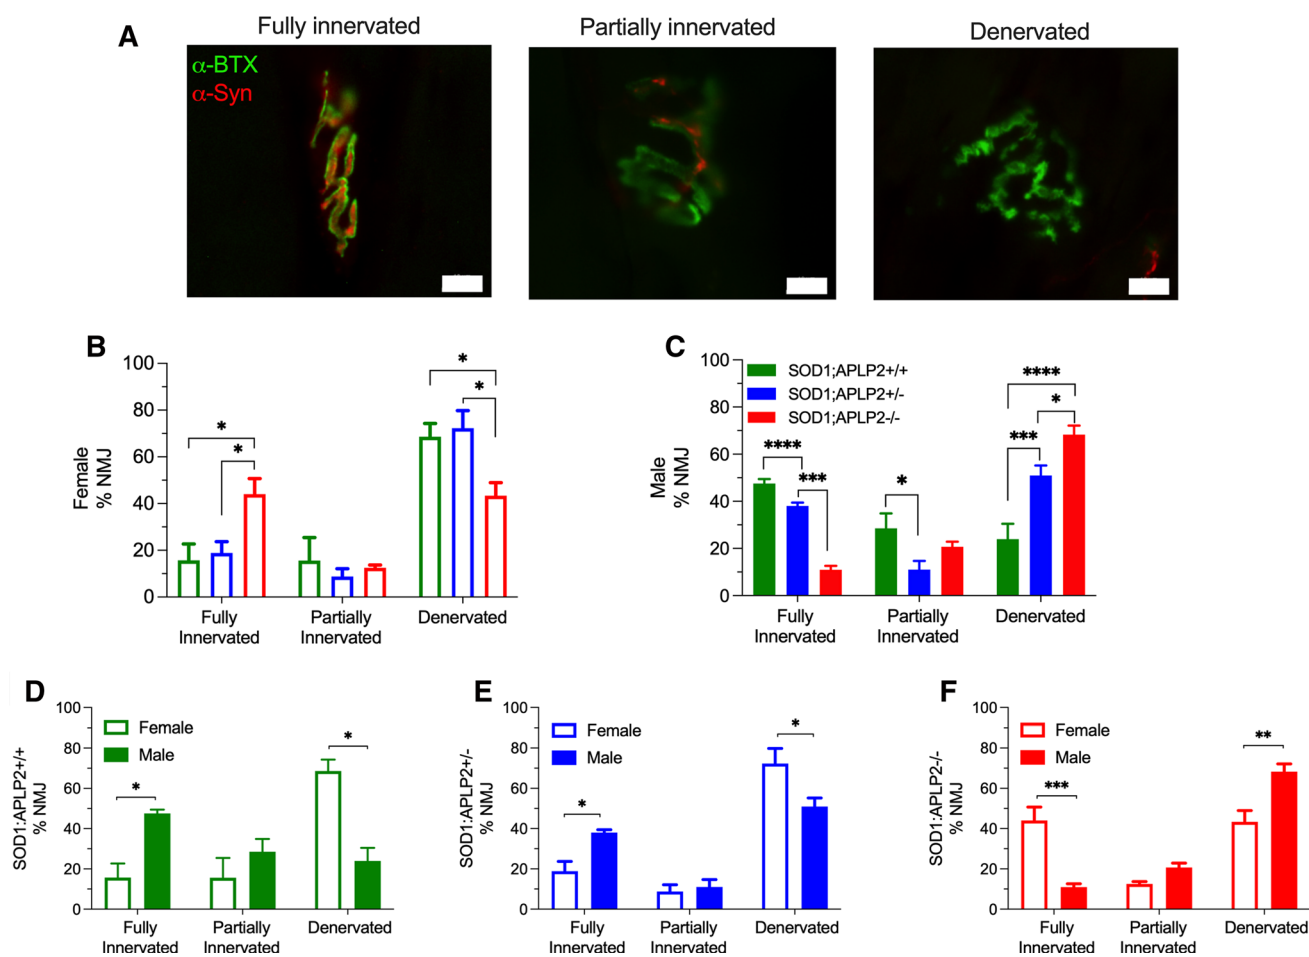 A
Fully innervated
Partially innervated
Denervated
α-BTX
α-Syn
B
Female
% NMJ
100
80
60
40
20
0
*
*
*
*
Fully
Innervated
Partially
Innervated
Denervated
C
Male
% NMJ
100
80
60
40
20
0
SOD1;APLP2+/+
SOD1;APLP2+/-
SOD1;APLP2-/-
****
***
*
****
*
***
Fully
Innervated
Partially
Innervated
Denervated
D
SOD1:APLP2+/+
% NMJ
100
80
60
40
20
0
Female
Male
*
*
Fully
Innervated
Partially
Innervated
Denervated
E
SOD1:APLP2+/-
% NMJ
100
80
60
40
20
0
Female
Male
*
*
Fully
Innervated
Partially
Innervated
Denervated
F
SOD1:APLP2-/-
% NMJ
100
80
60
40
20
0
Female
Male
***
**
Fully
Innervated
Partially
Innervated
Denervated